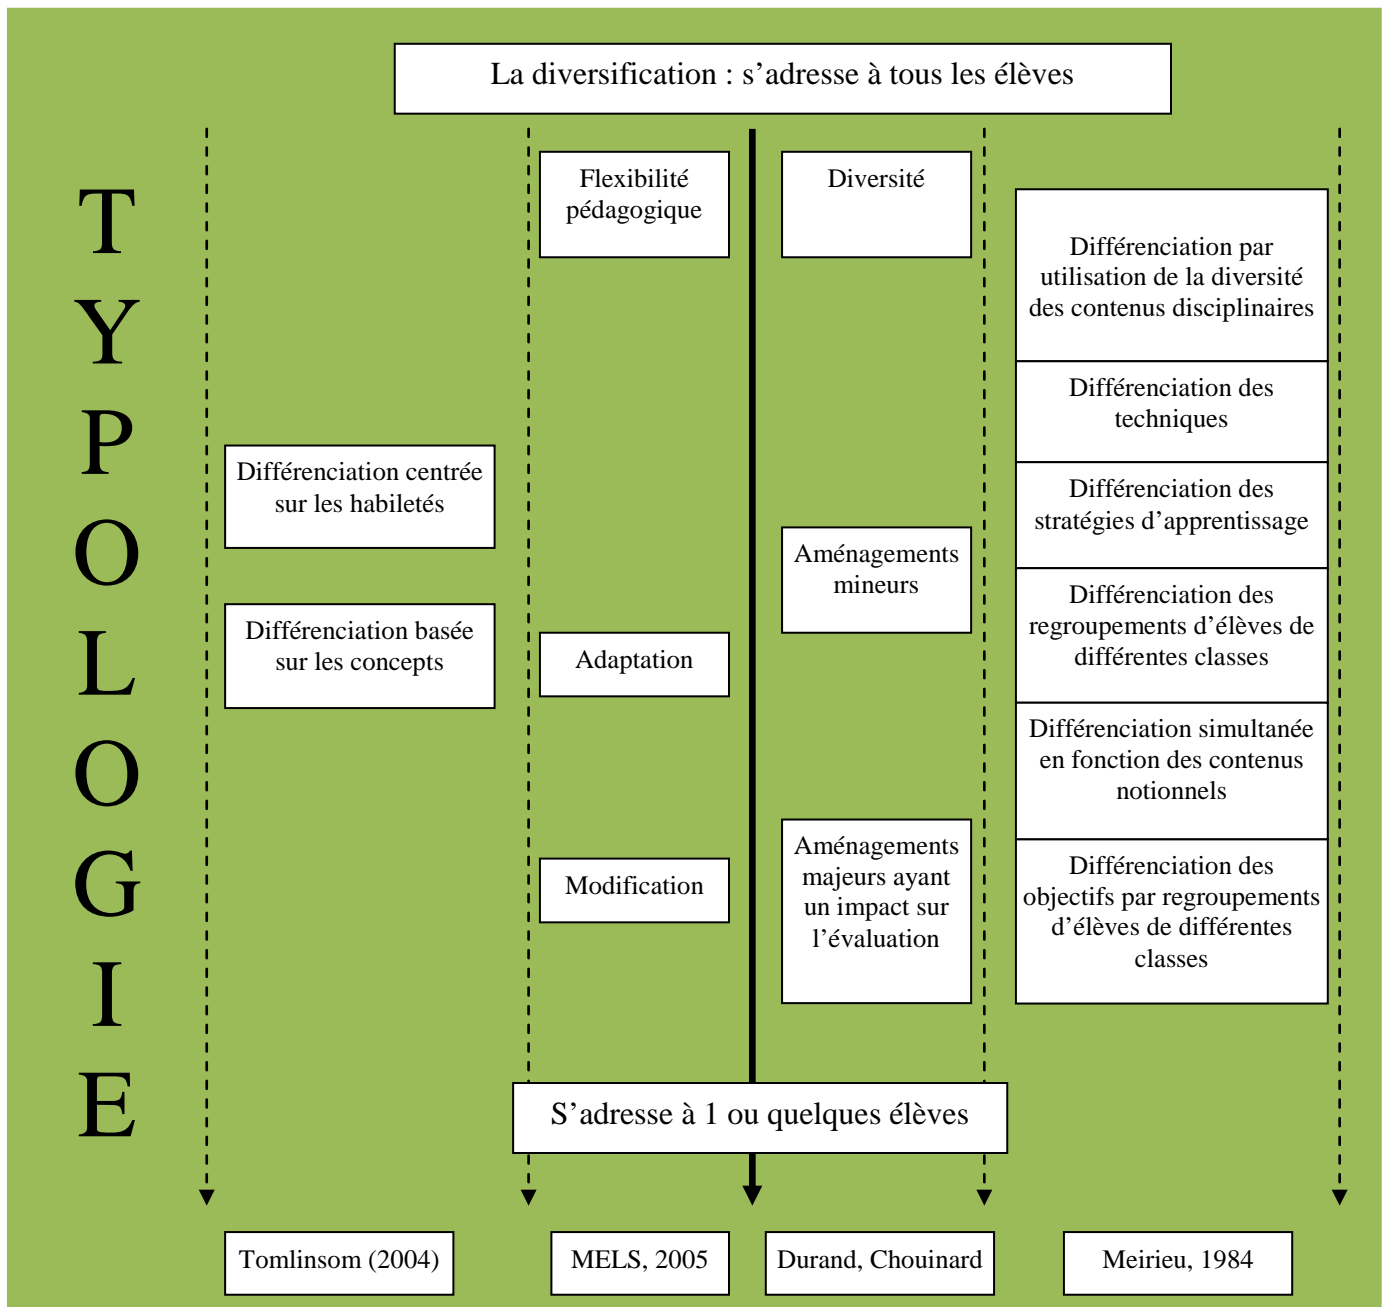 La diversification : s’adresse à tous les élèves
T
Y
P
O
L
O
G
I
E
Différenciation centrée
sur les habiletés
Différenciation basée
sur les concepts
Flexibilité
pédagogique
Adaptation
Modification
Diversité
Aménagements
mineurs
Aménagements
majeurs ayant
un impact sur
l’évaluation
Différenciation par
utilisation de la diversité
des contenus disciplinaires
Différenciation des
techniques
Différenciation des
stratégies d’apprentissage
Différenciation des
regroupements d’élèves de
différentes classes
Différenciation simultanée
en fonction des contenus
notionnels
Différenciation des
objectifs par regroupements
d’élèves de différentes
classes
S’adresse à 1 ou quelques élèves
Tomlinsom (2004)
MELS, 2005
Durand, Chouinard
Meirieu, 1984